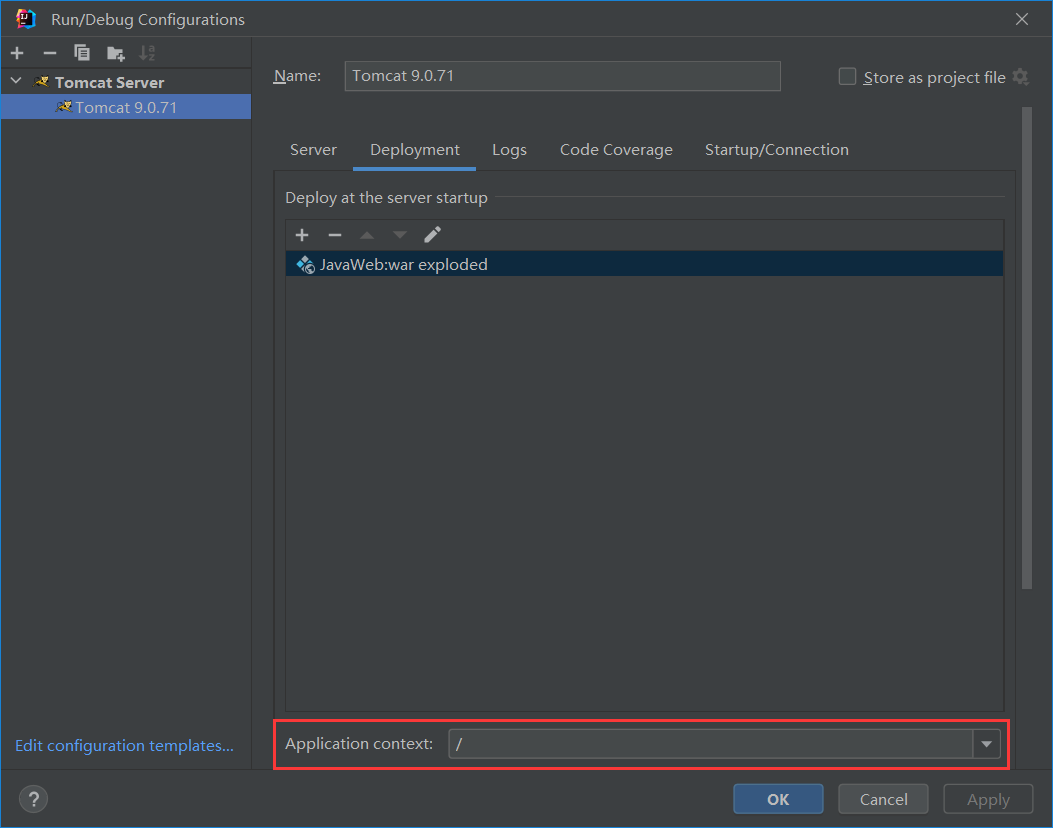 Run/Debug Configurations
Tomcat Server
Tomcat 9.0.71
Name: Tomcat 9.0.71 Store as project file
Server Deployment Logs Code Coverage Startup/Connection
Deploy at the server startup
JavaWeb:war exploded
Application context: /
Edit configuration templates...
? OK Cancel Apply